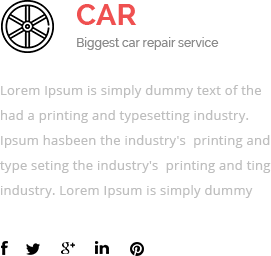 CAR
Biggest car repair service
Lorem Ipsum is simply dummy text of the
had a printing and typesetting industry.
Ipsum hasbeen the industry's  printing and
type seting the industry's  printing and ting
industry. Lorem Ipsum is simply dummy